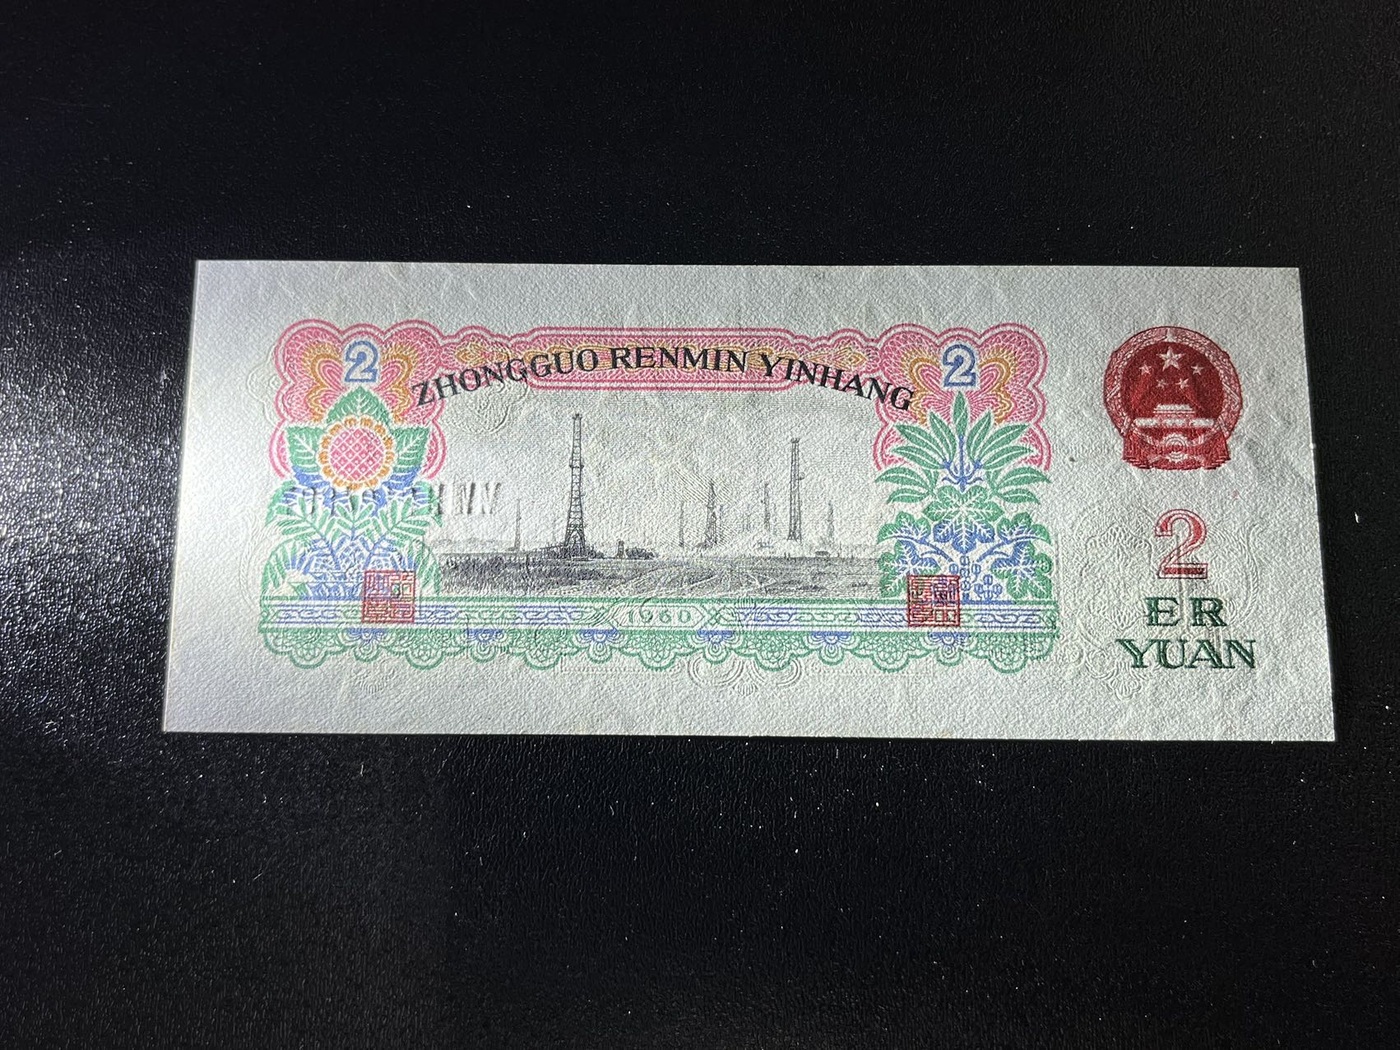 2
2
ZHONGGUO RENMIN YINHANG
1960
2
ER
YUAN